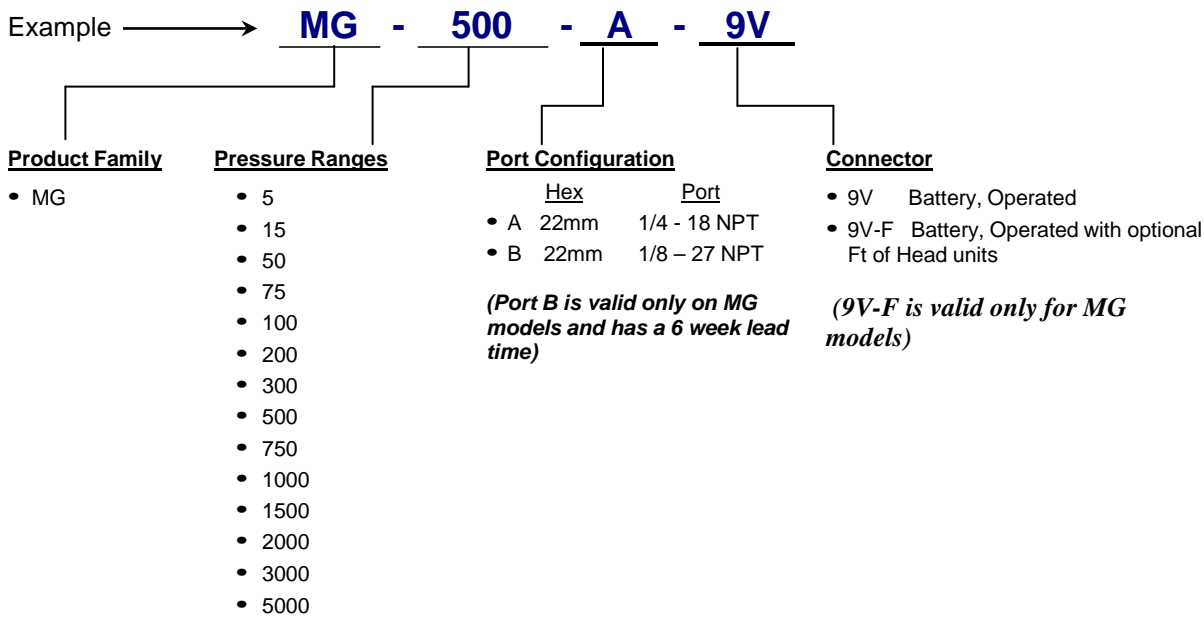 Example MG - 500 - A - 9V
Product Family
• MG
Pressure Ranges
• 5
• 15
• 50
• 75
• 100
• 200
• 300
• 500
• 750
• 1000
• 1500
• 2000
• 3000
• 5000
Port Configuration
Hex Port
• A 22mm 1/4 - 18 NPT
• B 22mm 1/8 – 27 NPT
(Port B is valid only on MG
models and has a 6 week lead
time)
Connector
• 9V Battery, Operated
• 9V-F Battery, Operated with optional
Ft of Head units
(9V-F is valid only for MG
models)